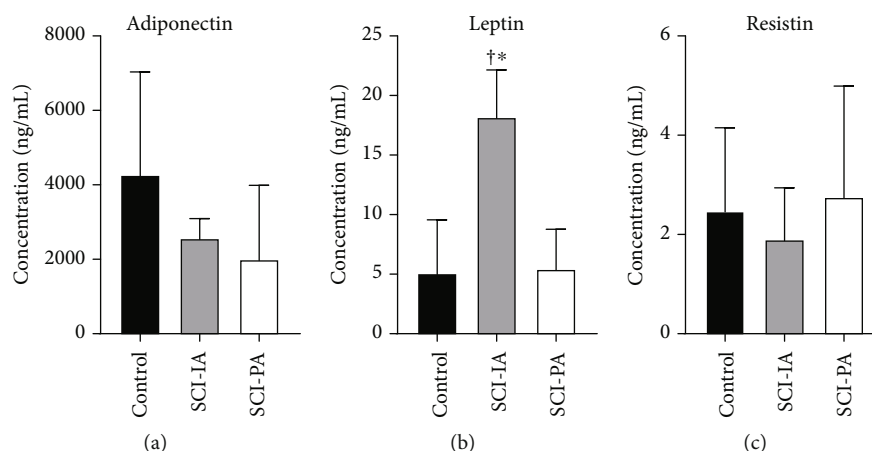 Adiponectin
Concentration (ng/mL)
8000
6000
4000
2000
0
Control
SCI-IA
SCI-PA
(a)
Leptin
Concentration (ng/mL)
25
20
15
10
5
0
†*
Control
SCI-IA
SCI-PA
(b)
Resistin
Concentration (ng/mL)
6
4
2
0
Control
SCI-IA
SCI-PA
(c)